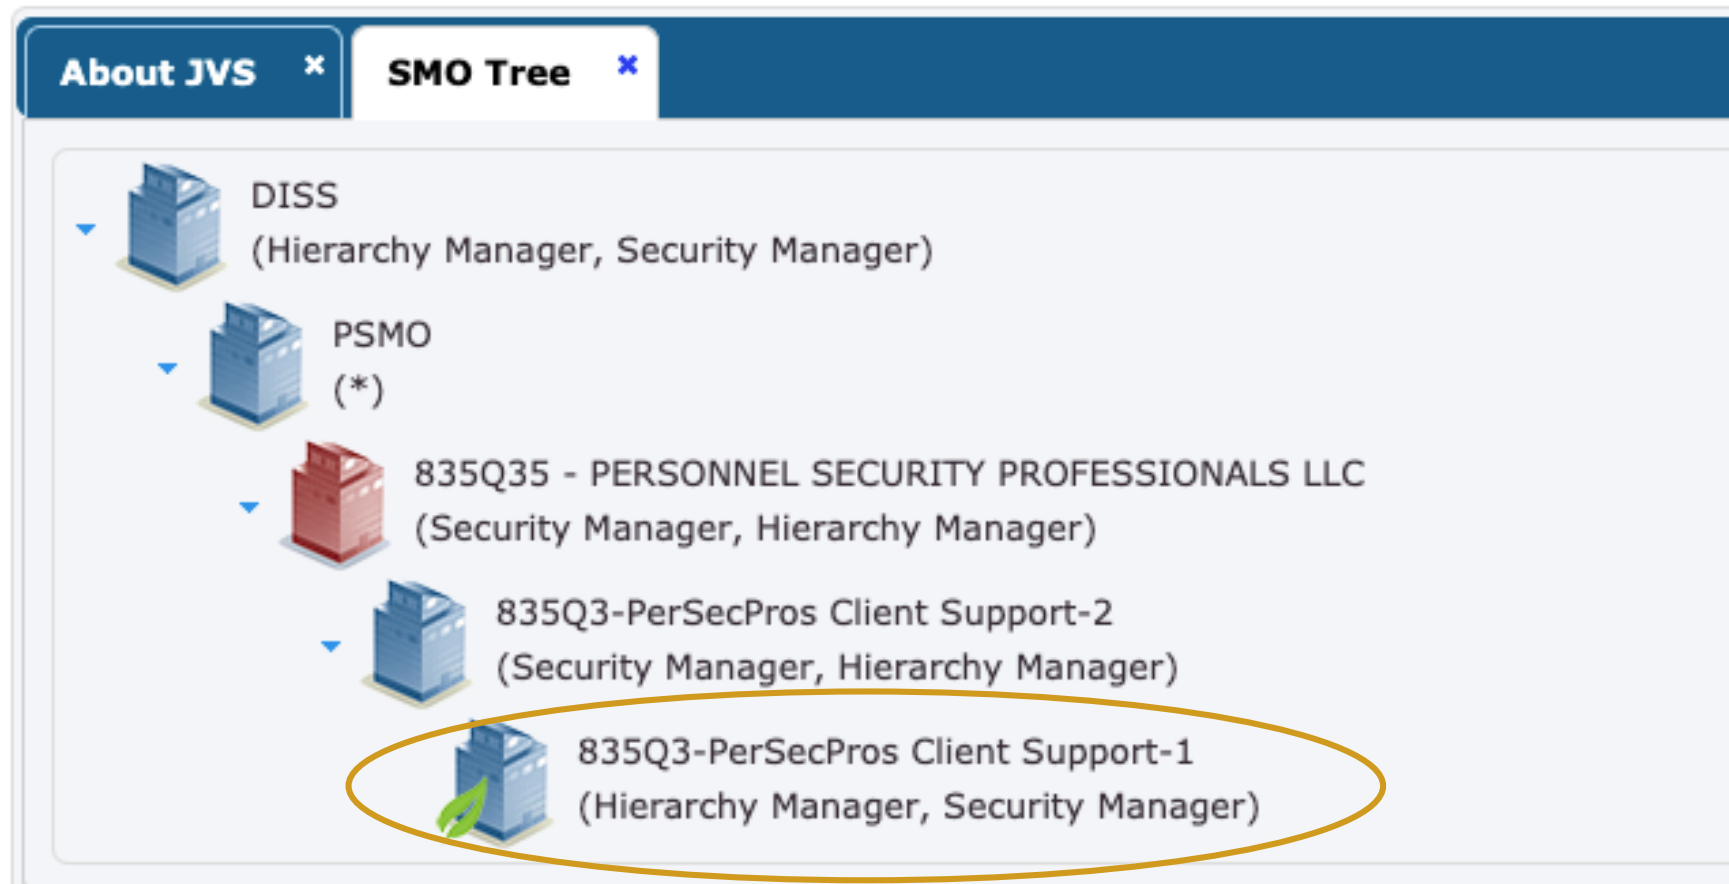 About JVS
SMO Tree
DISS
(Hierarchy Manager, Security Manager)
PSMO
(*)
835Q35 - PERSONNEL SECURITY PROFESSIONALS LLC
(Security Manager, Hierarchy Manager)
835Q3-PerSecPros Client Support-2
(Security Manager, Hierarchy Manager)
835Q3-PerSecPros Client Support-1
(Hierarchy Manager, Security Manager)